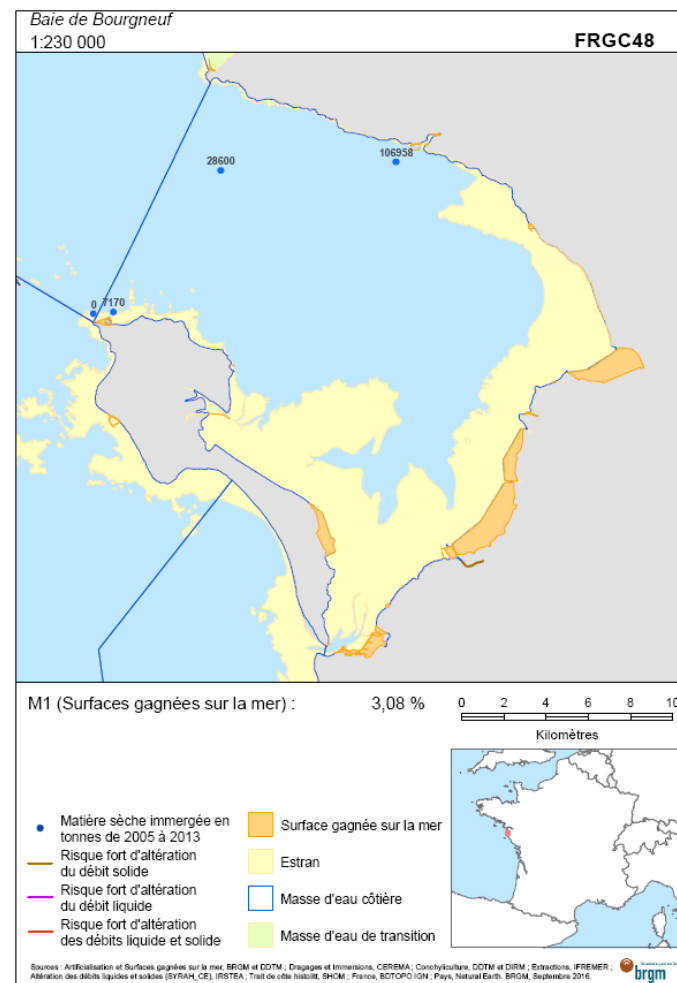 Baie de Bourgneuf
1:230 000
FRGC48
106958
28600
0
7170
M1 (Surfaces gagnées sur la mer) :
3,08 %
0 2 4 6 8 10
Kilomètres
Matière sèche immergée en
tonnes de 2005 à 2013
Risque fort d'altération
du débit solide
Risque fort d'altération
du débit liquide
Risque fort d'altération
des débits liquide et solide
Surface gagnée sur la mer
Estran
Masse d'eau côtière
Masse d'eau de transition
Sources : Artificialisation et Surfaces gagnées sur la mer, BRGM et DDTM ; Dragages et Immersions, CEREMA ; Conchyliculture, DDTM et DIRM ; Extractions, IFREMER ;
Altération des débits liquides et solides (SYRAH_CE), IRSTEA ; Trait de côte histolitt, SHOM ; France, BDTOPO IGN ; Pays, Natural Earth. BRGM, Septembre 2016.
brgm